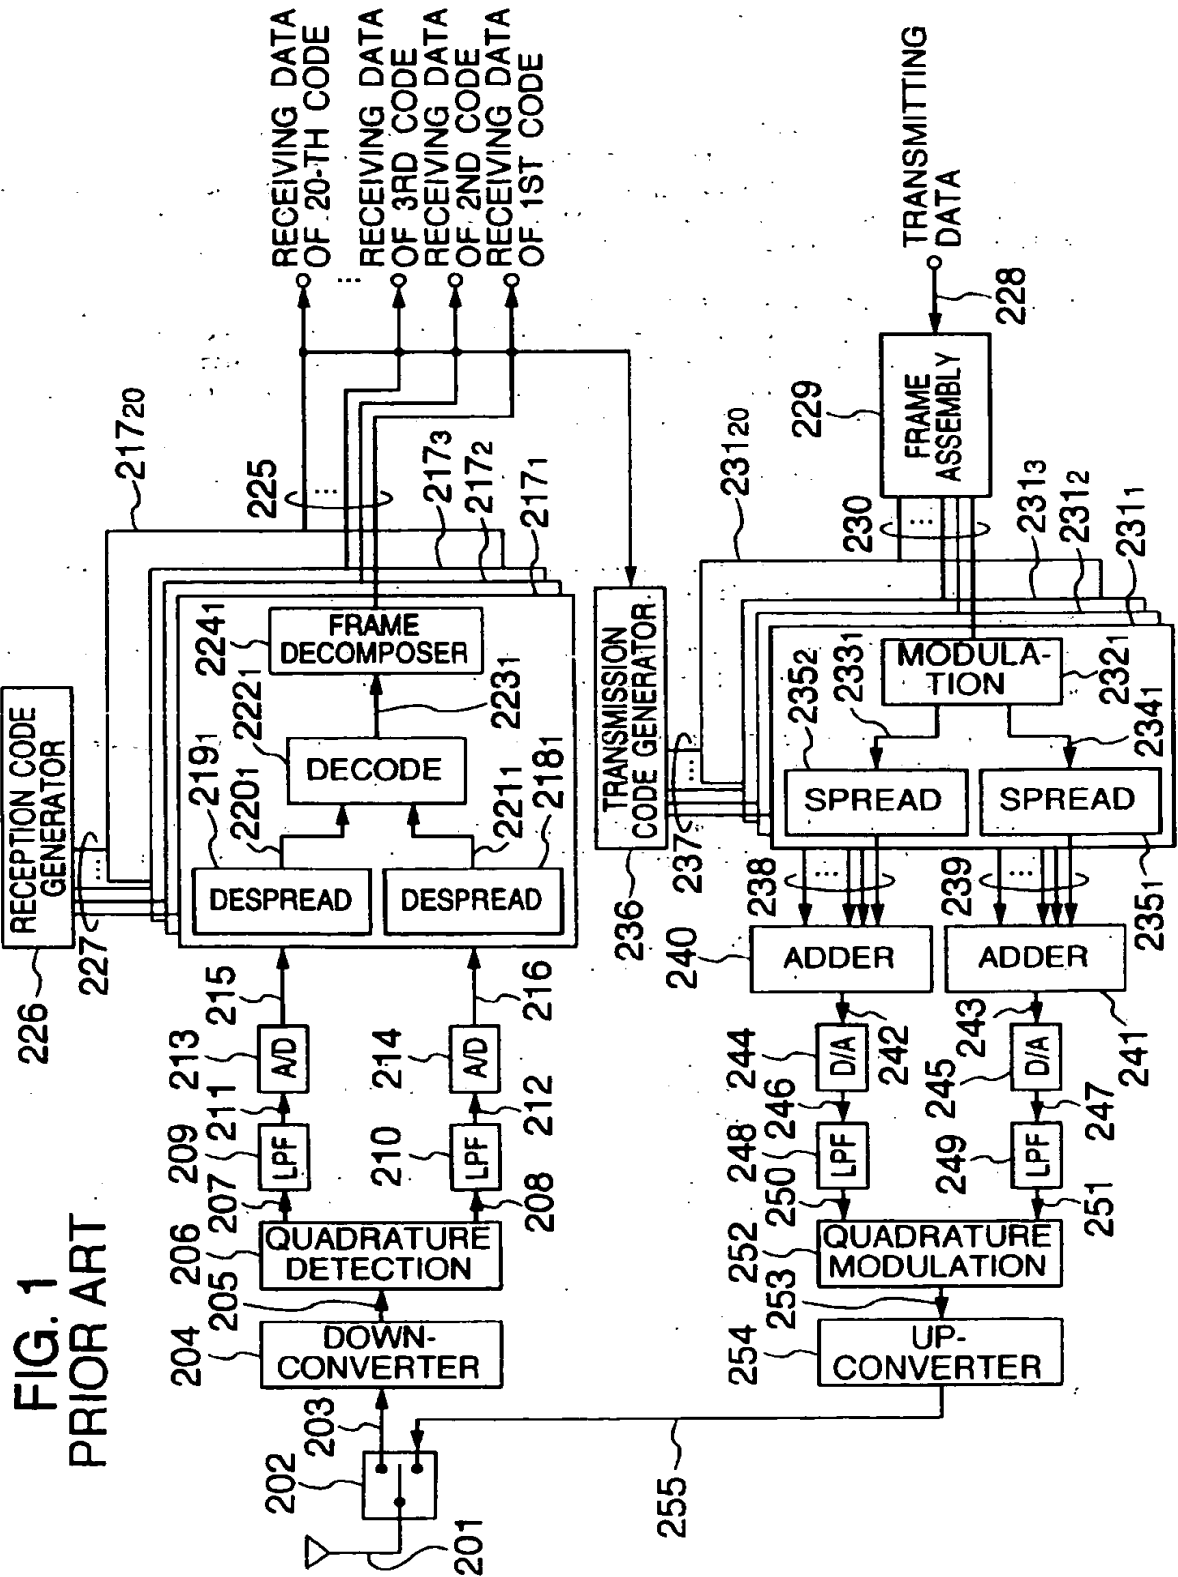 FIG. 1
PRIOR ART
226
RECEPTION CODE
GENERATOR
227
217₂₀
217₃
217₂
217₁
225
RECEIVING DATA
OF 20-TH CODE
...
RECEIVING DATA
OF 3RD CODE
RECEIVING DATA
OF 2ND CODE
RECEIVING DATA
OF 1ST CODE
201
202
203
204
DOWN-
CONVERTER
205
206
QUADRATURE
DETECTION
207
208
209
LPF
210
LPF
211
212
213
A/D
214
A/D
215
216
219₁
DESPREAD
220₁
DESPREAD
218₁
221₁
222₁
DECODE
223₁
224₁
FRAME
DECOMPOSER
236
TRANSMISSION
CODE GENERATOR
237
TRANSMITTING
DATA
228
229
FRAME
ASSEMBLY
230
...
231₂₀
231₃
231₂
231₁
MODULA-
TION
232₁
233₁
234₁
235₂
SPREAD
SPREAD
235₁
238
...
239
...
240
ADDER
ADDER
241
242
243
244
D/A
245
D/A
246
247
248
LPF
249
LPF
250
251
252
QUADRATURE
MODULATION
253
254
UP-
CONVERTER
255